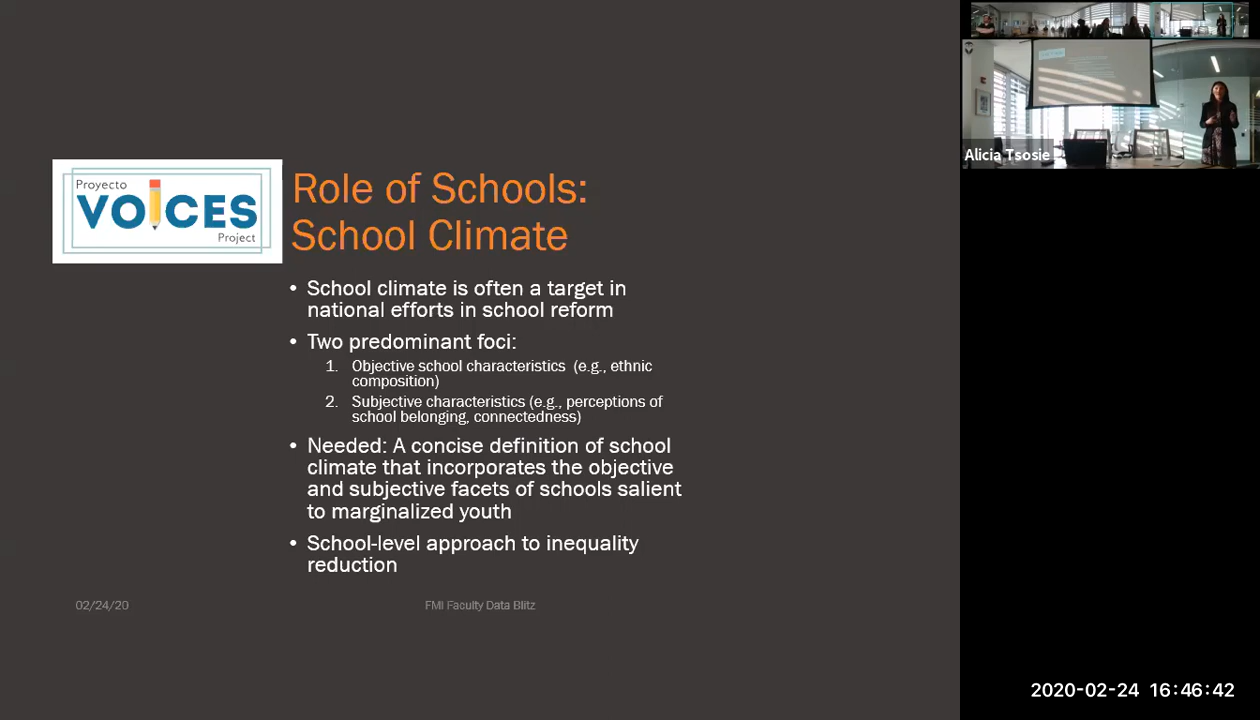 Proyecto
VOICES
Project
Role of Schools:
School Climate
• School climate is often a target in
national efforts in school reform
• Two predominant foci:
1. Objective school characteristics (e.g., ethnic
composition)
2. Subjective characteristics (e.g., perceptions of
school belonging, connectedness)
• Needed: A concise definition of school
climate that incorporates the objective
and subjective facets of schools salient
to marginalized youth
• School-level approach to inequality
reduction
02/24/20
FMI Faculty Data Blitz
Alicia Tsosie
2020-02-24 16:46:42